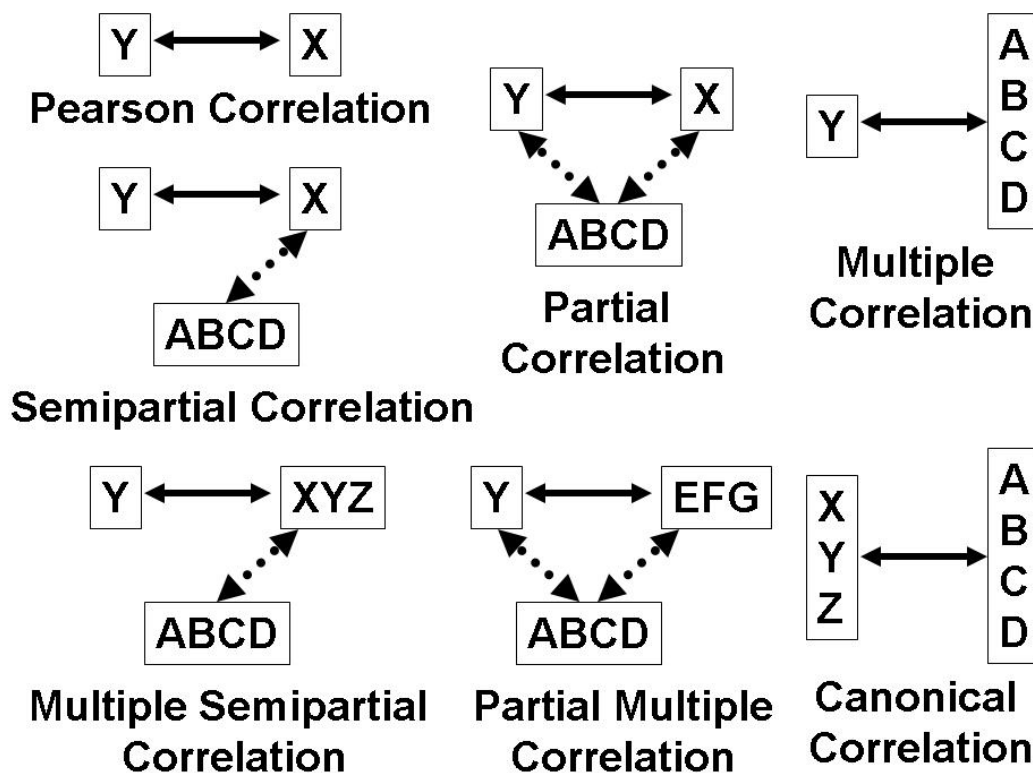 Y X
Pearson Correlation
Y X
ABCD
Semipartial Correlation
Y X
ABCD
Partial
Correlation
Y
A
B
C
D
Multiple
Correlation
Y XYZ
ABCD
Multiple Semipartial
Correlation
Y EFG
ABCD
Partial Multiple
Correlation
X
Y
Z
A
B
C
D
Canonical
Correlation